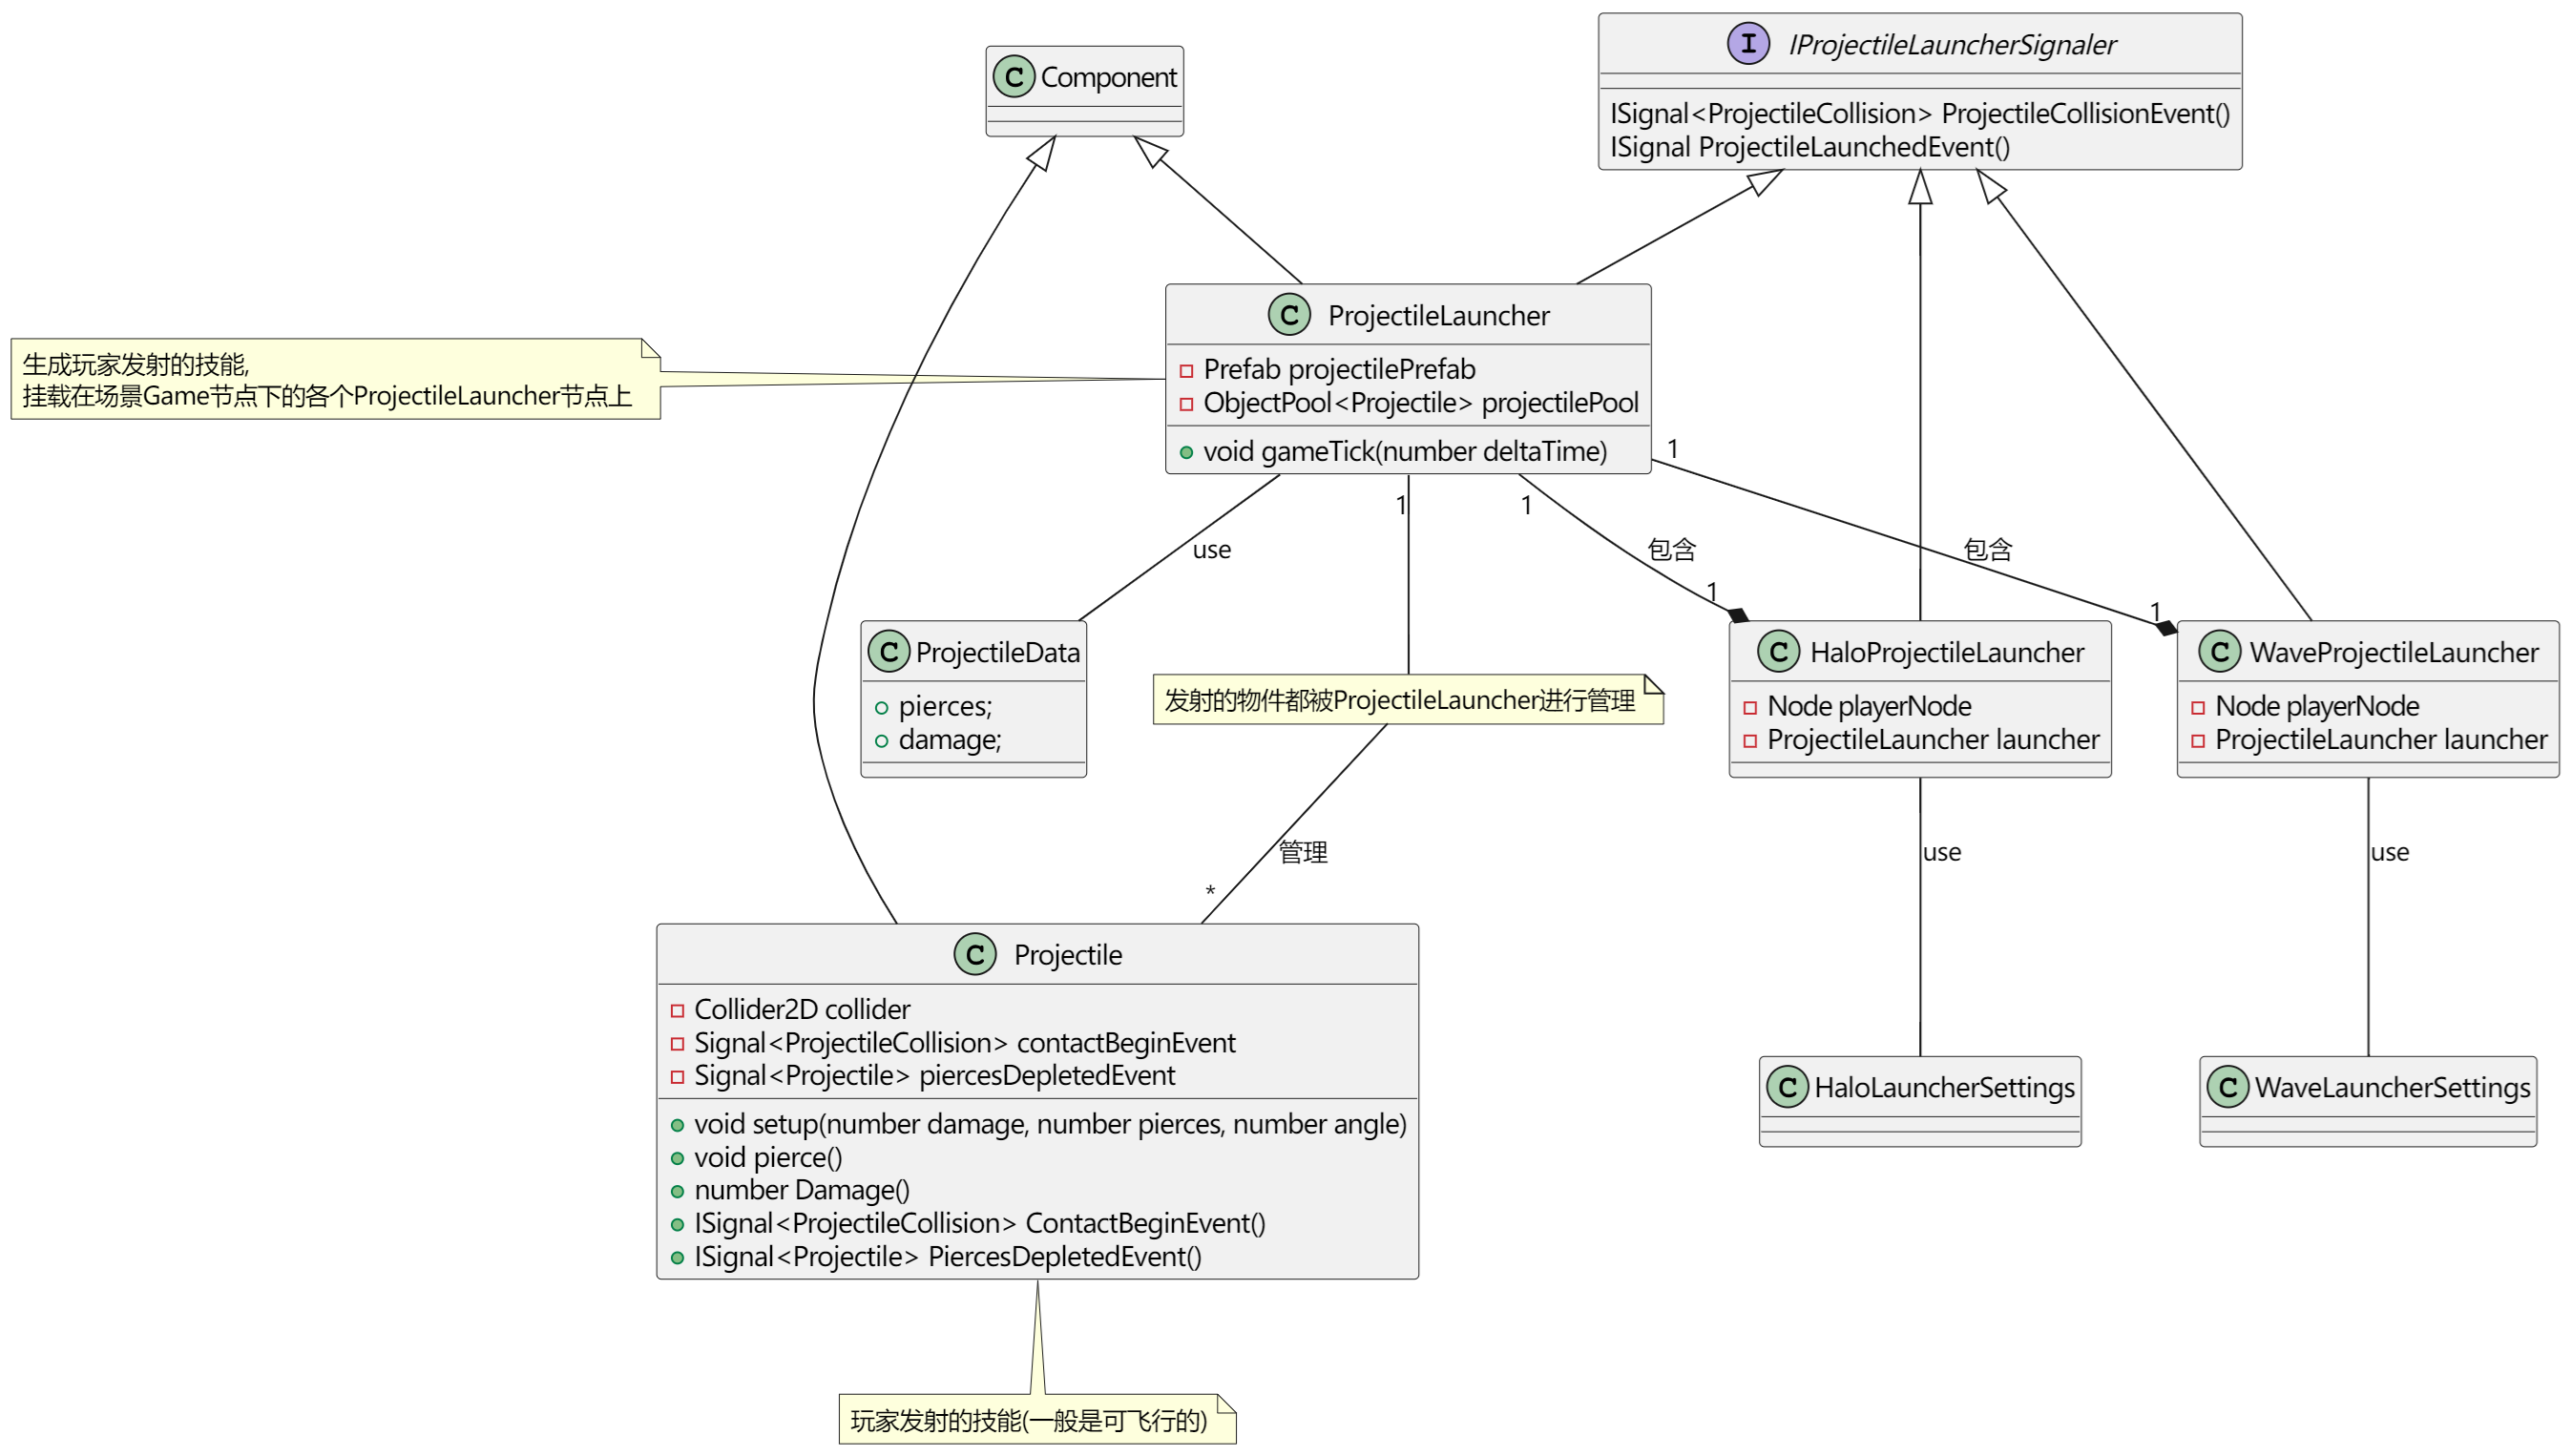 C Component
I IProjectileLauncherSignaler
ISignal<ProjectileCollision> ProjectileCollisionEvent()
ISignal ProjectileLaunchedEvent()
生成玩家发射的技能,
挂载在场景Game节点下的各个ProjectileLauncher节点上
C ProjectileLauncher
Prefab projectilePrefab
ObjectPool<Projectile> projectilePool
void gameTick(number deltaTime)
1
1
1
use
包含
包含
1
1
C ProjectileData
pierces;
damage;
发射的物件都被ProjectileLauncher进行管理
C HaloProjectileLauncher
Node playerNode
ProjectileLauncher launcher
C WaveProjectileLauncher
Node playerNode
ProjectileLauncher launcher
管理
*
use
use
C Projectile
Collider2D collider
Signal<ProjectileCollision> contactBeginEvent
Signal<Projectile> piercesDepletedEvent
void setup(number damage, number pierces, number angle)
void pierce()
number Damage()
ISignal<ProjectileCollision> ContactBeginEvent()
ISignal<Projectile> PiercesDepletedEvent()
C HaloLauncherSettings
C WaveLauncherSettings
玩家发射的技能(一般是可飞行的)